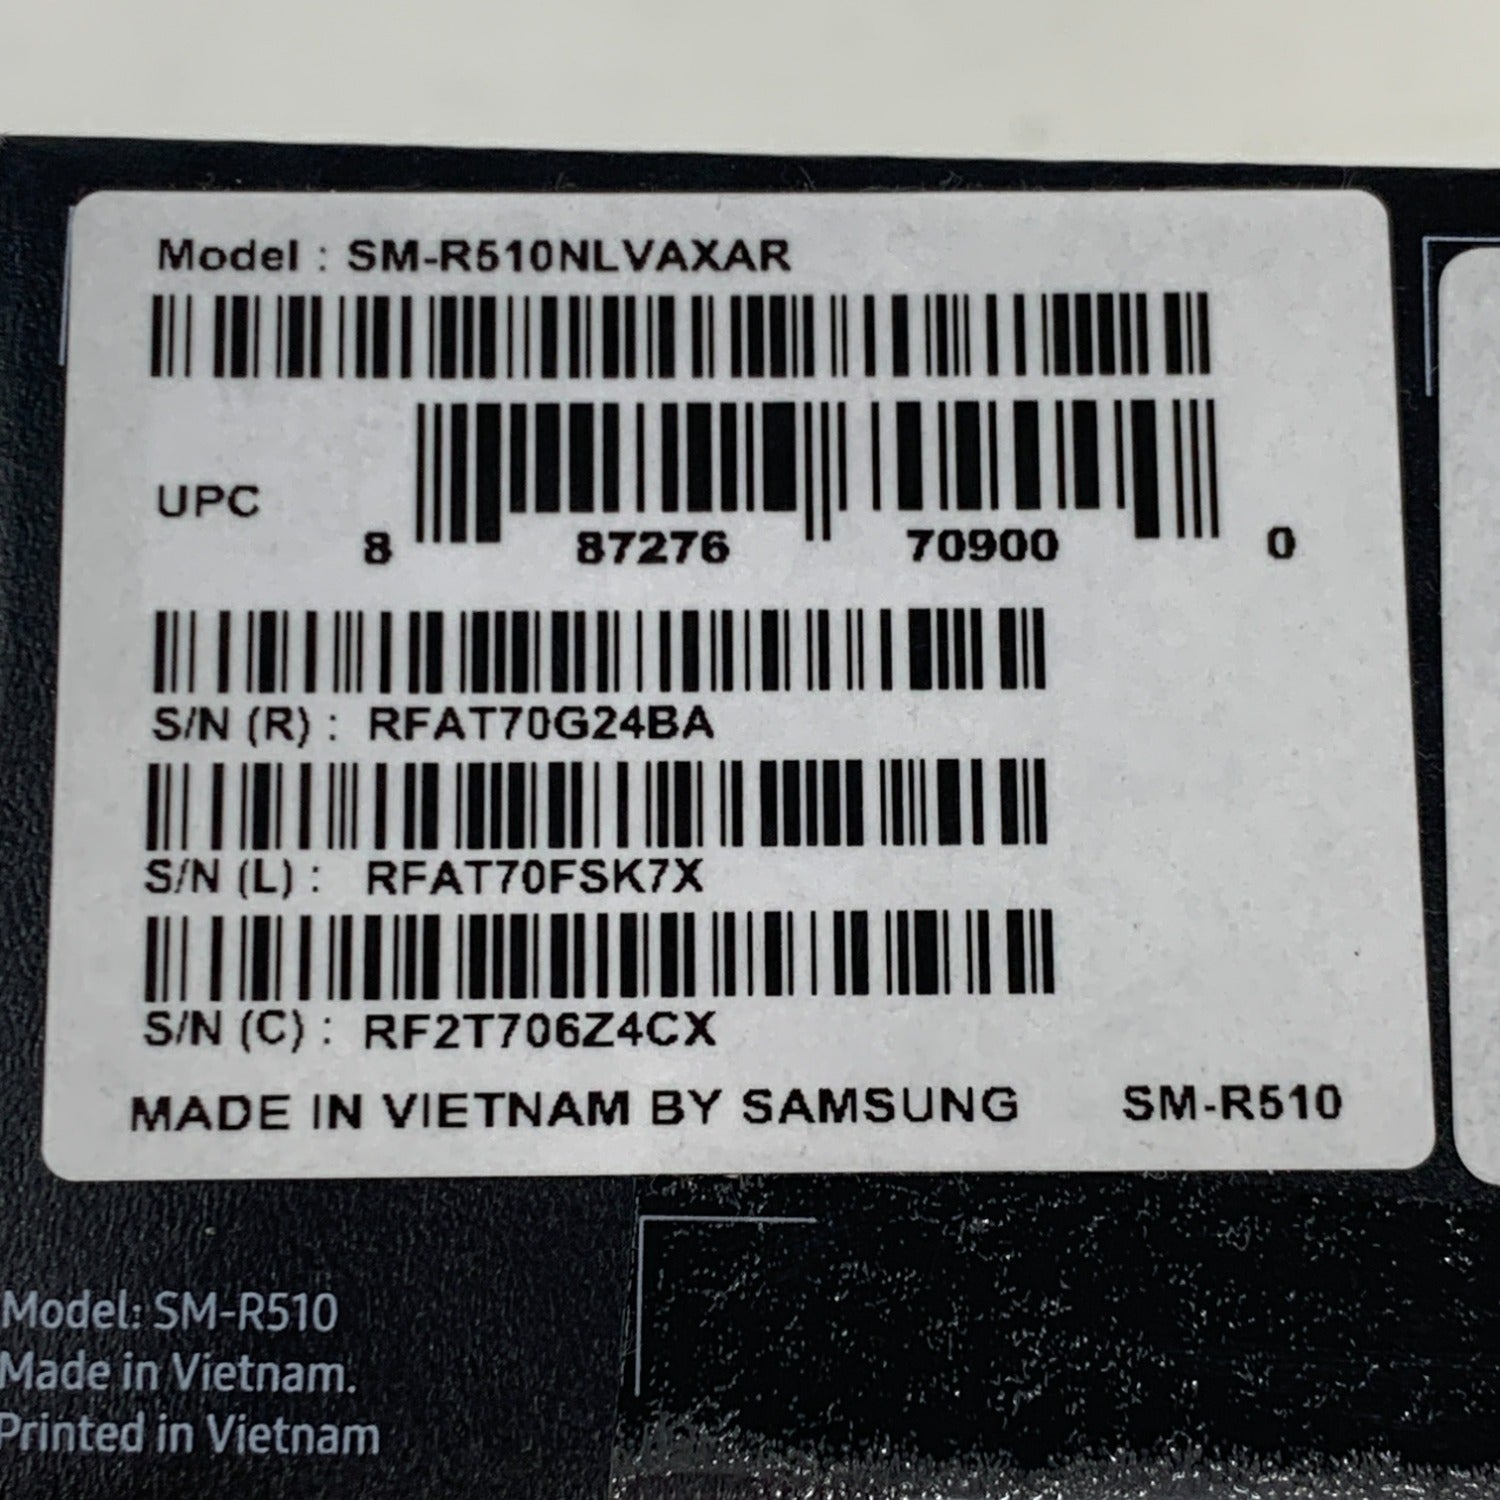 Model : SM-R510NLVAXAR
UPC
8 87276 70900 0
S/N (R) : RFAT70G24BA
S/N (L) : RFAT70FSK7X
S/N (C) : RF2T706Z4CX
MADE IN VIETNAM BY SAMSUNG SM-R510
Model: SM-R510
Made in Vietnam.
Printed in Vietnam